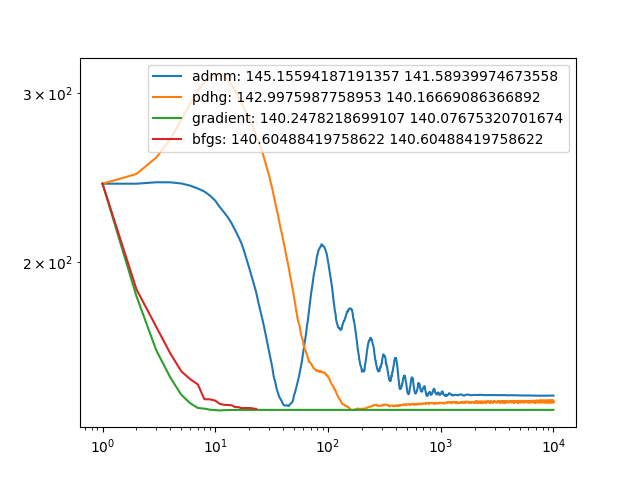 admm: 145.15594187191357 141.58939974673558
pdhg: 142.9975987758953 140.16669086366892
gradient: 140.2478218699107 140.07675320701674
bfgs: 140.60488419758622 140.60488419758622
3 × 10²
2 × 10²
10⁰ 10¹ 10² 10³ 10⁴